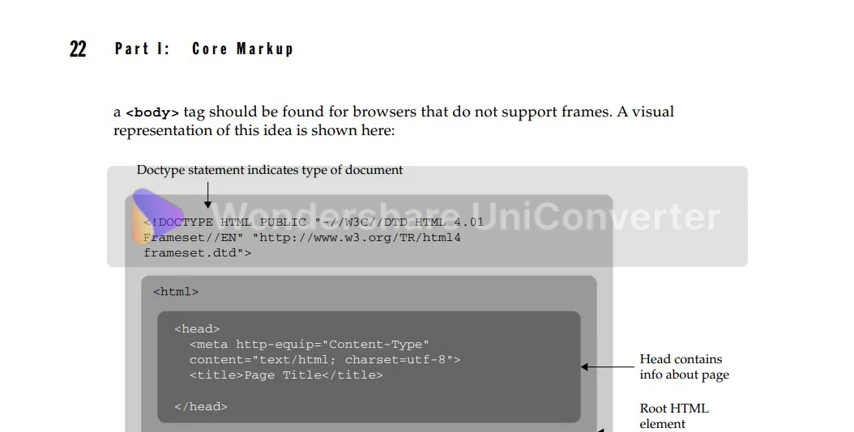 22 Part I: Core Markup
a <body> tag should be found for browsers that do not support frames. A visual
representation of this idea is shown here:
Doctype statement indicates type of document
Wondershare UniConverter
<!DOCTYPE HTML PUBLIC "-//W3C//DTD HTML 4.01
Frameset//EN" "http://www.w3.org/TR/html4
frameset.dtd">
<html>
<head>
<meta http-equip="Content-Type"
content="text/html; charset=utf-8">
<title>Page Title</title>
</head>
Head contains
info about page
Root HTML
element